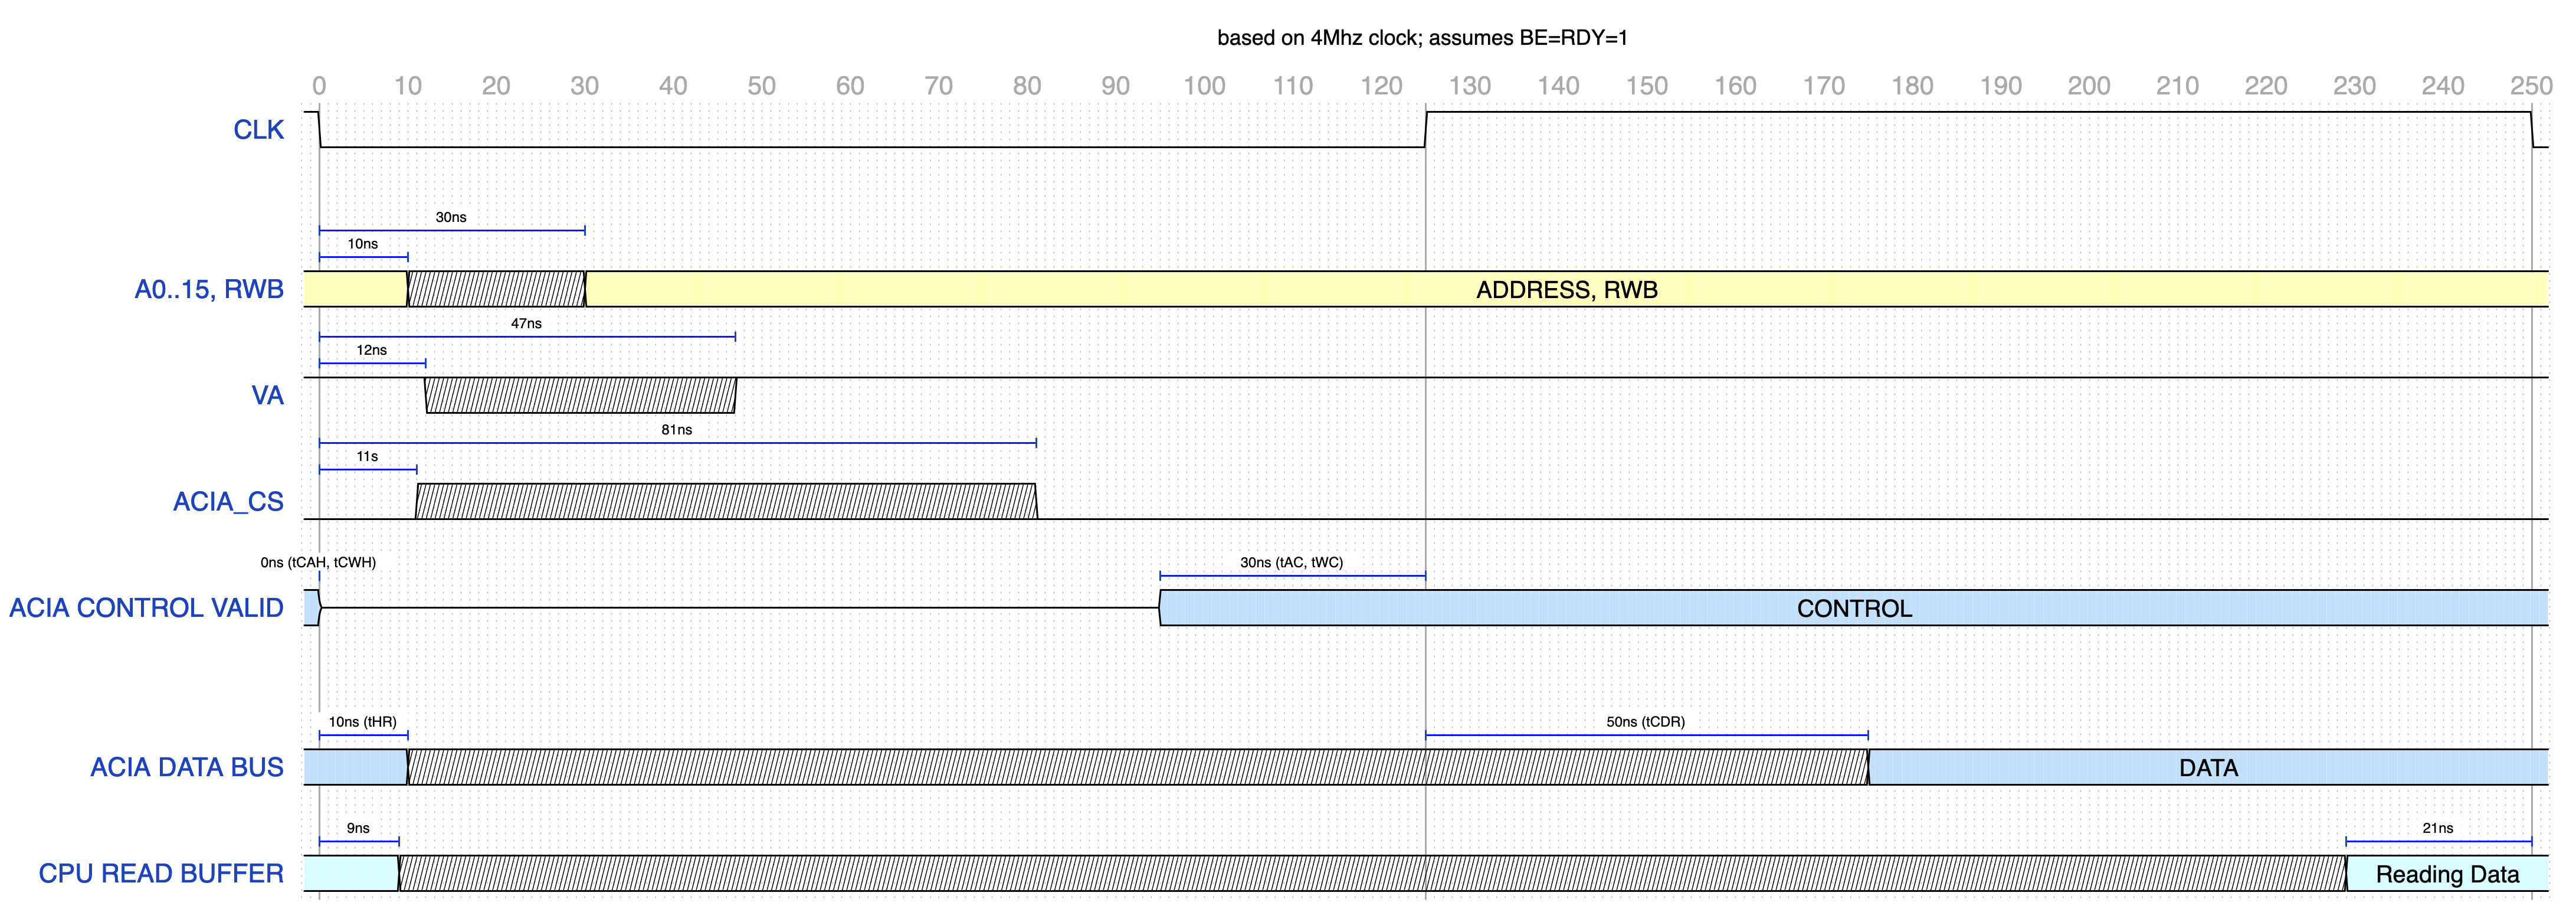 based on 4Mhz clock; assumes BE=RDY=1
0 10 20 30 40 50 60 70 80 90 100 110 120 130 140 150 160 170 180 190 200 210 220 230 240 250
CLK
30ns
10ns
A0..15, RWB
ADDRESS, RWB
47ns
12ns
VA
81ns
11s
ACIA_CS
0ns (tCAH, tCWH)
30ns (tAC, tWC)
ACIA CONTROL VALID
CONTROL
10ns (tHR)
50ns (tCDR)
ACIA DATA BUS
DATA
9ns
21ns
CPU READ BUFFER
Reading Data